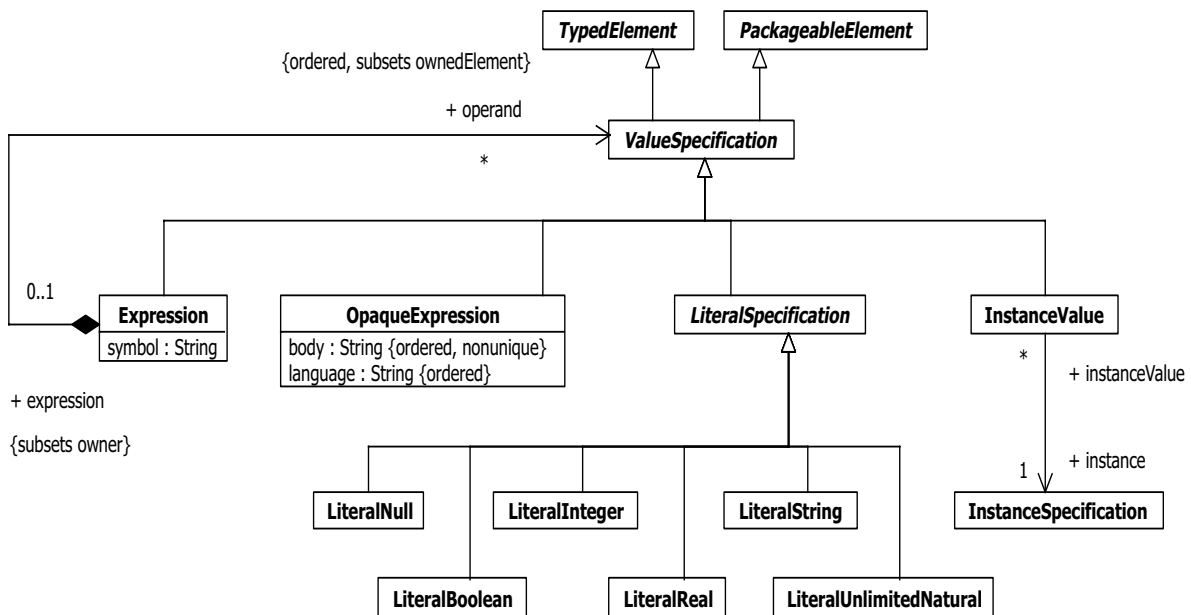 TypedElement
PackageableElement
{ordered, subsets ownedElement}
+ operand
ValueSpecification
*
0..1
Expression
symbol : String
OpaqueExpression
body : String {ordered, nonunique}
language : String {ordered}
LiteralSpecification
InstanceValue
*
+ instanceValue
+ expression
{subsets owner}
+ instance
1
LiteralNull
LiteralInteger
LiteralString
InstanceSpecification
LiteralBoolean
LiteralReal
LiteralUnlimitedNatural